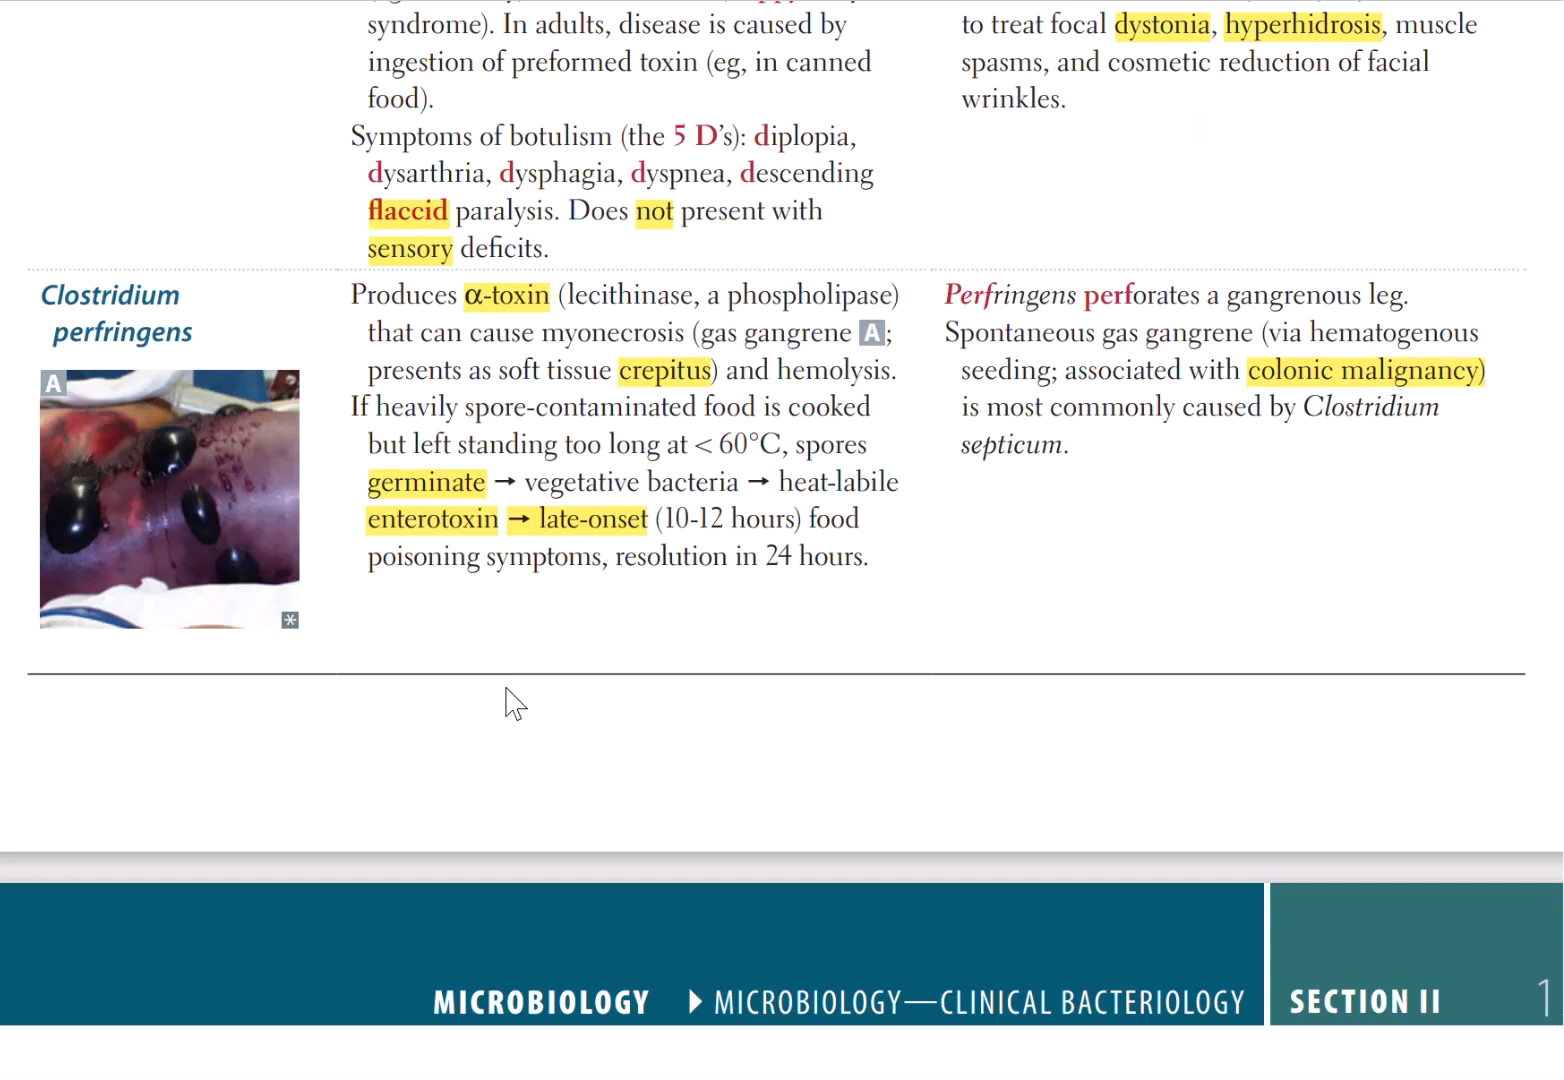 syndrome). In adults, disease is caused by
ingestion of preformed toxin (eg, in canned
food).
Symptoms of botulism (the 5 D’s): diplopia,
dysarthria, dysphagia, dyspnea, descending
flaccid paralysis. Does not present with
sensory deficits.
to treat focal dystonia, hyperhidrosis, muscle
spasms, and cosmetic reduction of facial
wrinkles.
Clostridium
perfringens
A
Produces α-toxin (lecithinase, a phospholipase)
that can cause myonecrosis (gas gangrene A;
presents as soft tissue crepitus) and hemolysis.
If heavily spore-contaminated food is cooked
but left standing too long at < 60°C, spores
germinate → vegetative bacteria → heat-labile
enterotoxin → late-onset (10-12 hours) food
poisoning symptoms, resolution in 24 hours.
Perfringens perforates a gangrenous leg.
Spontaneous gas gangrene (via hematogenous
seeding; associated with colonic malignancy)
is most commonly caused by Clostridium
septicum.
MICROBIOLOGY ▶ MICROBIOLOGY—CLINICAL BACTERIOLOGY
SECTION II
1